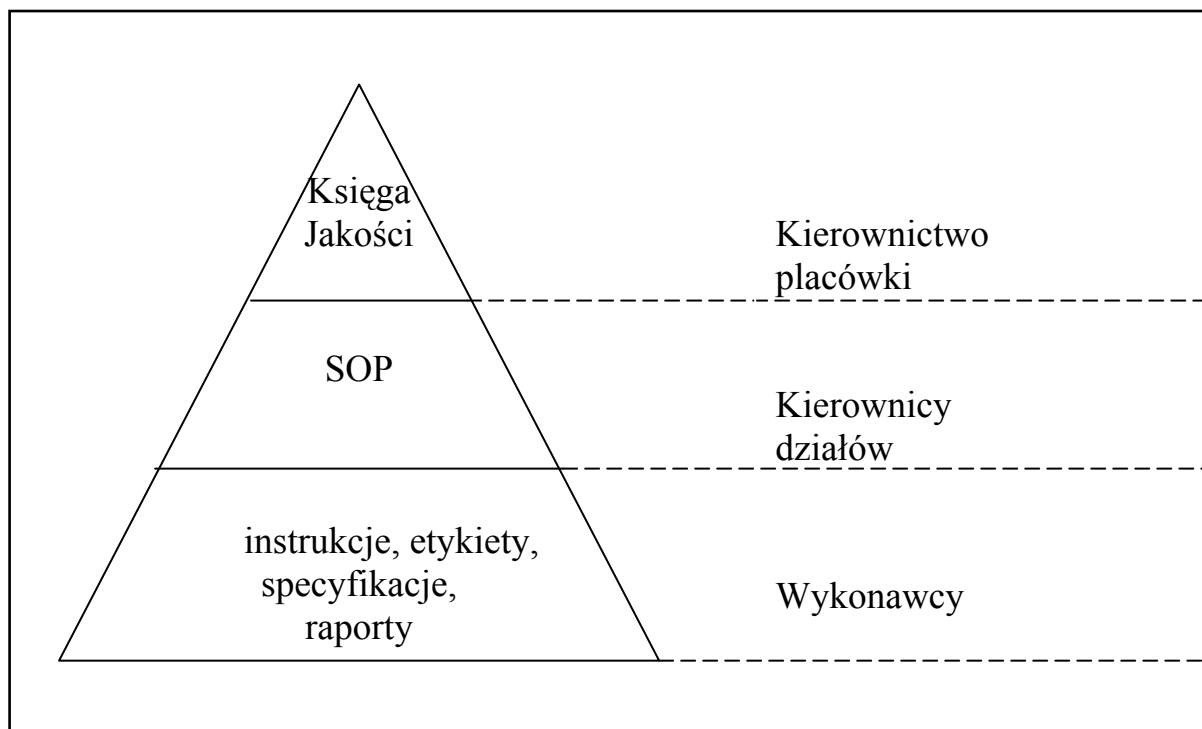 Księga
Jakości
Kierownictwo
placówki
SOP
Kierownicy
działów
instrukcje, etykiety,
specyfikacje,
raporty
Wykonawcy